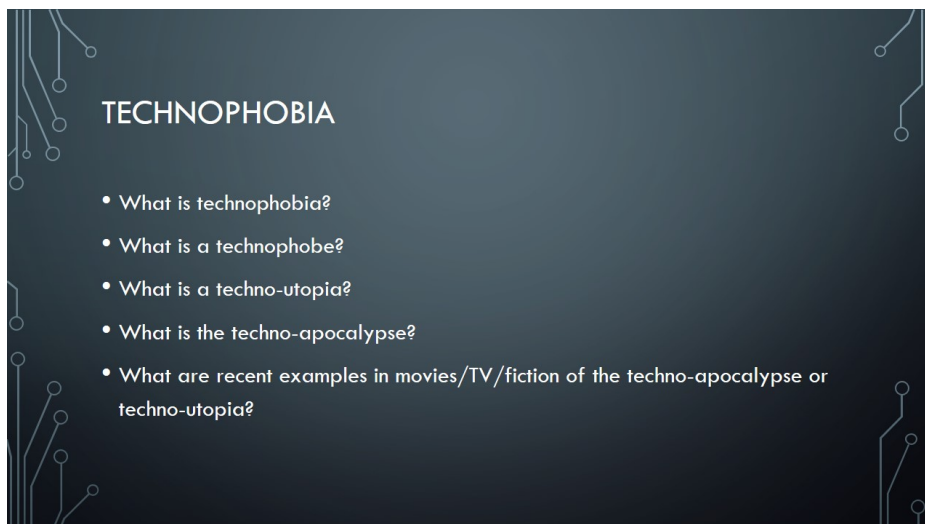 TECHNOPHOBIA
• What is technophobia?
• What is a technophobe?
• What is a techno-utopia?
• What is the techno-apocalypse?
• What are recent examples in movies/TV/fiction of the techno-apocalypse or
techno-utopia?